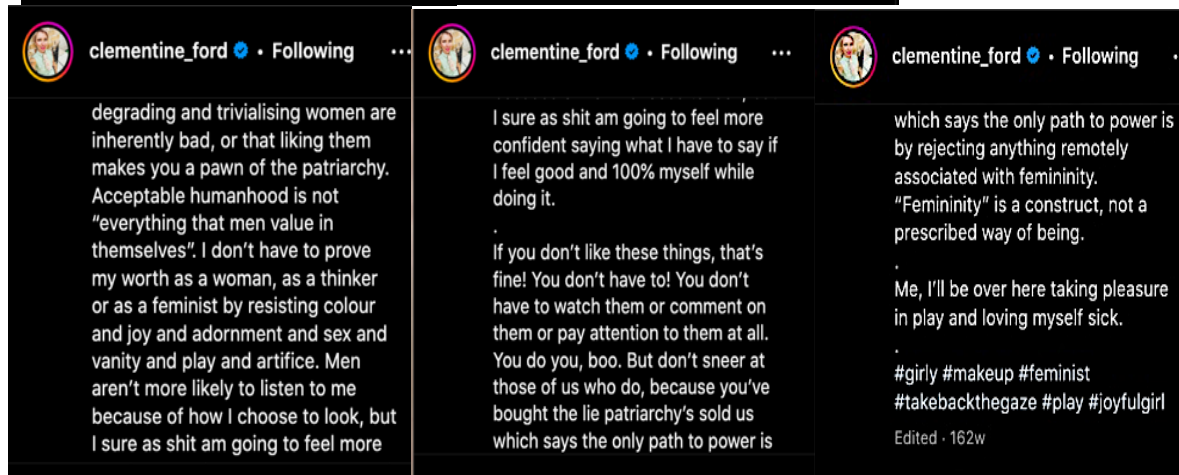 clementine_ford • Following ...
degrading and trivialising women are
inherently bad, or that liking them
makes you a pawn of the patriarchy.
Acceptable humanhood is not
“everything that men value in
themselves”. I don’t have to prove
my worth as a woman, as a thinker
or as a feminist by resisting colour
and joy and adornment and sex and
vanity and play and artifice. Men
aren’t more likely to listen to me
because of how I choose to look, but
I sure as shit am going to feel more
clementine_ford • Following ...
I sure as shit am going to feel more
confident saying what I have to say if
I feel good and 100% myself while
doing it.
.
If you don’t like these things, that’s
fine! You don’t have to! You don’t
have to watch them or comment on
them or pay attention to them at all.
You do you, boo. But don’t sneer at
those of us who do, because you’ve
bought the lie patriarchy’s sold us
which says the only path to power is
clementine_ford • Following
which says the only path to power is
by rejecting anything remotely
associated with femininity.
“Femininity” is a construct, not a
prescribed way of being.
.
Me, I’ll be over here taking pleasure
in play and loving myself sick.
.
#girly #makeup #feminist
#takebackthegaze #play #joyfulgirl
Edited · 162w